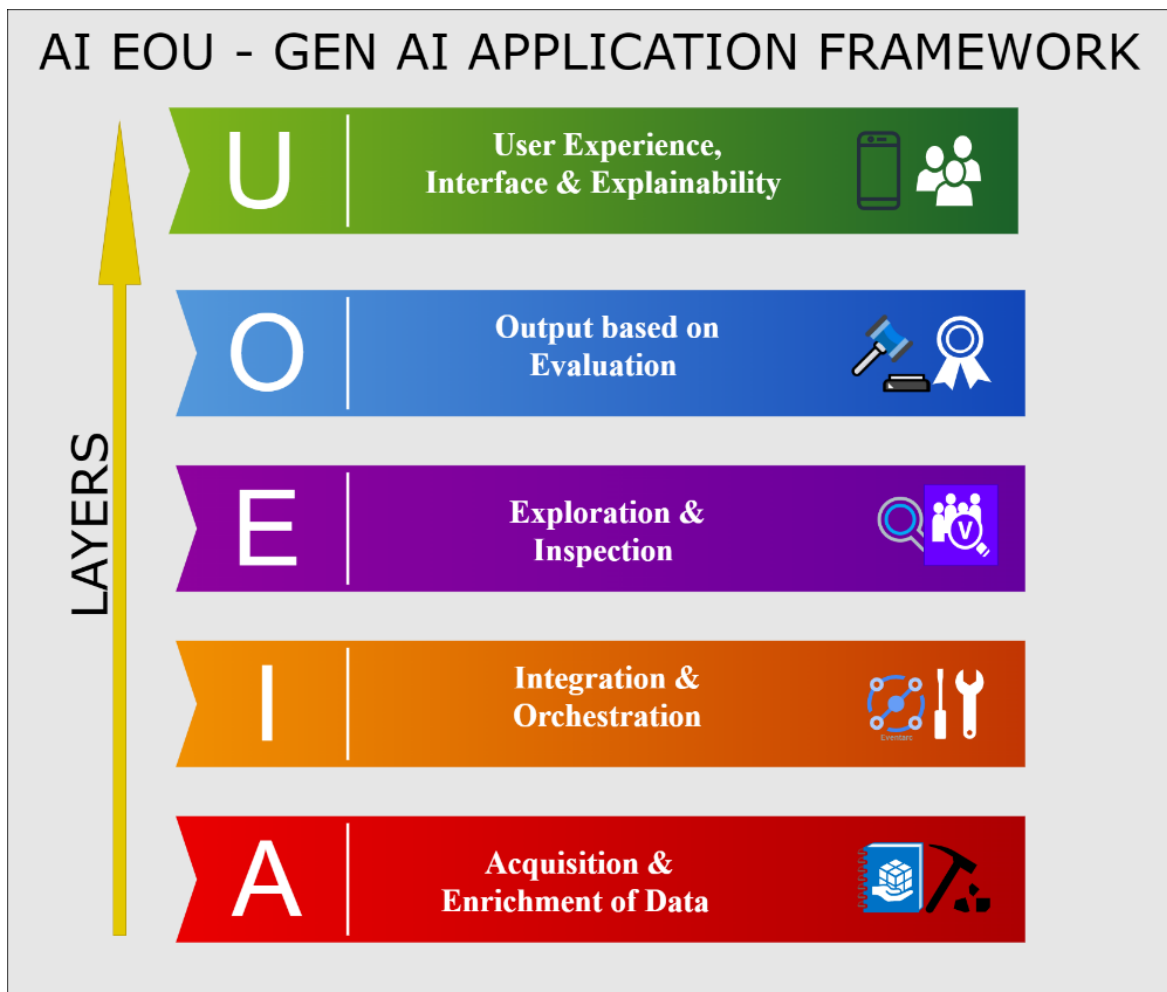 AI EOU - GEN AI APPLICATION FRAMEWORK
U
User Experience,
Interface & Explainability
O
Output based on
Evaluation
E
Exploration &
Inspection
V
I
Integration &
Orchestration
Eventarc
A
Acquisition &
Enrichment of Data
LAYERS